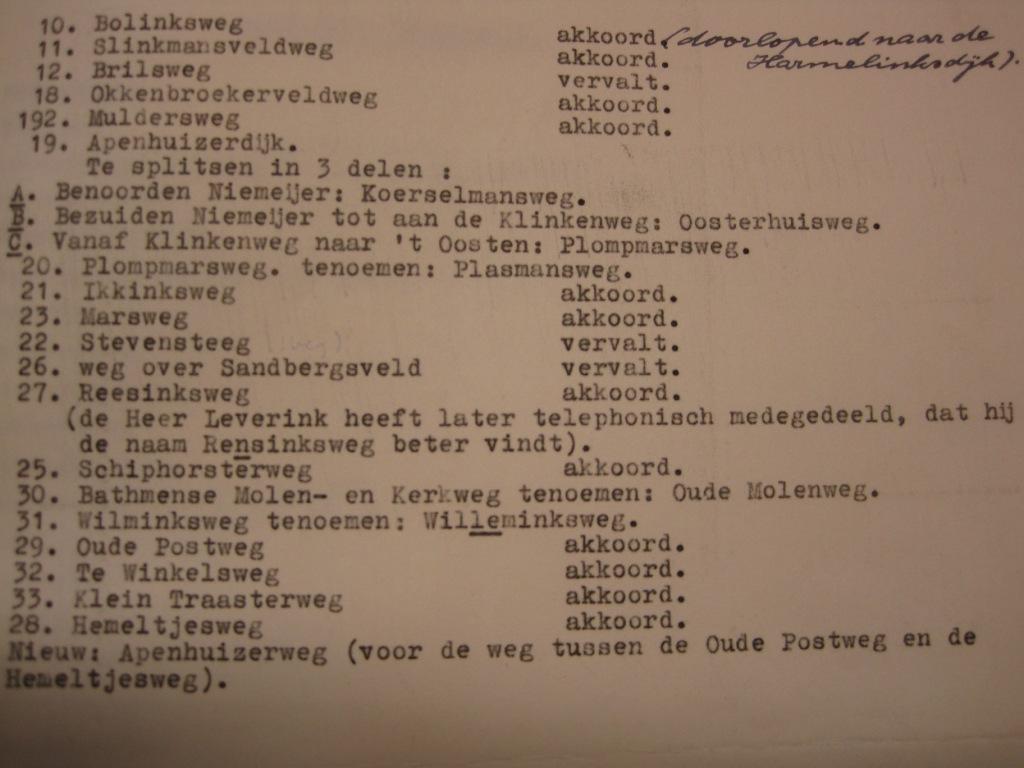 10. Bolinksweg akkoord. (doorlopend naar de
11. Slinkmansveldweg akkoord. Harmelinksdijk).
12. Brilsweg vervalt.
18. Okkenbroekerveldweg akkoord.
192. Muldersweg akkoord.
19. Apenhuizerdijk.
Te splitsen in 3 delen :
A. Benoorden Niemeijer: Koerselmansweg.
B. Bezuiden Niemeijer tot aan de Klinkenweg: Oosterhuisweg.
C. Vanaf Klinkenweg naar 't Oosten: Plompmarsweg.
20. Plompmarsweg. tenoemen: Plasmansweg.
21. Ikkinksweg akkoord.
23. Marsweg akkoord.
22. Stevensteeg vervalt.
26. weg over Sandbergsveld vervalt.
27. Reesinksweg akkoord.
(de Heer Leverink heeft later telephonisch medegedeeld, dat hij
de naam Rensinksweg beter vindt).
25. Schiphorsterweg akkoord.
30. Bathmense Molen- en Kerkweg tenoemen: Oude Molenweg.
31. Wilminksweg tenoemen: Willeminksweg.
29. Oude Postweg akkoord.
32. Te Winkelsweg akkoord.
33. Klein Traasterweg akkoord.
28. Hemeltjesweg akkoord.
Nieuw: Apenhuizerweg (voor de weg tussen de Oude Postweg en de
Hemeltjesweg).